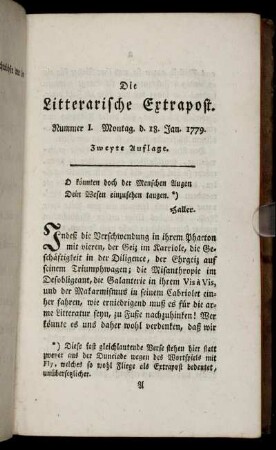 Die
Litterarische Extrapost.
Nummer I. Montag. d. 18. Jan. 1779.
Zweyte Auflage.
O könnten doch der Menschen Augen
Dein Wesen einzusehen taugen. *)
Haller.
Indeß die Verschwendung in ihrem Phaeton
mit vieren, der Geiz im Karriole, die Ge-
schäftigkeit in der Diligence, der Ehrgeiz auf
seinem Triumphwagen; die Misanthropie im
Desobligeant, die Galanterie in ihrem Vis à Vis,
und der Makarnismus in seinem Cabriolet ein-
her fahren, wie erniedrigend muß es für die ar-
me Litteratur seyn, zu Fuße nachzuhinken! Wer
könnte es uns daher wohl verdenken, daß wir
*) Diese fast gleichlautende Verse stehen hier statt
zweyer aus der Dunciade wegen des Wortspiels mit
Fly, welches so wohl Fliege als Extrapost bedeutet,
unübersetzlicher.
A